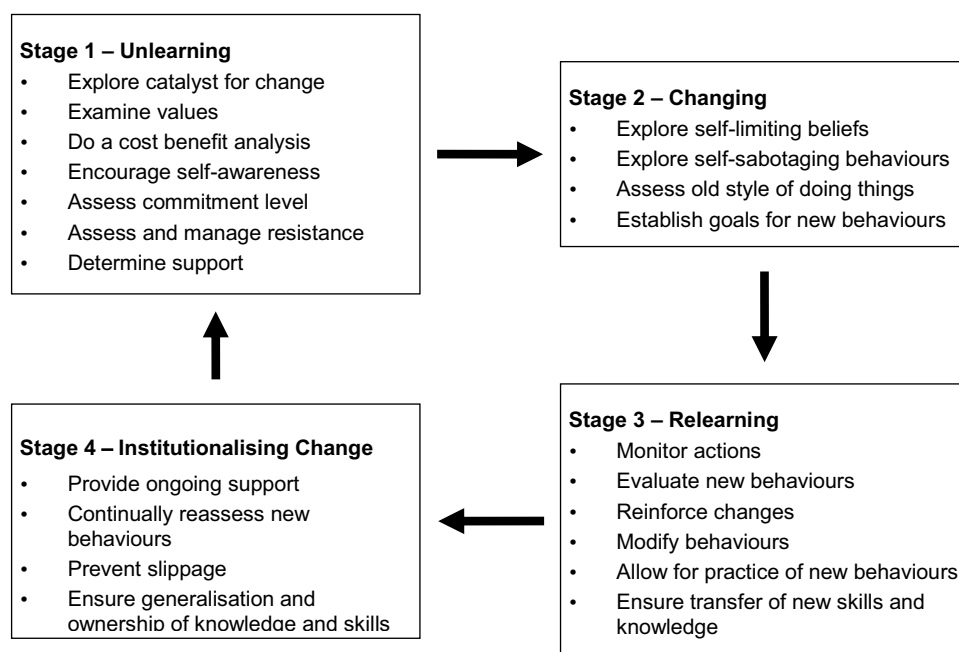 Stage 1 – Unlearning
• Explore catalyst for change
• Examine values
• Do a cost benefit analysis
• Encourage self-awareness
• Assess commitment level
• Assess and manage resistance
• Determine support
Stage 2 – Changing
• Explore self-limiting beliefs
• Explore self-sabotaging behaviours
• Assess old style of doing things
• Establish goals for new behaviours
Stage 3 – Relearning
• Monitor actions
• Evaluate new behaviours
• Reinforce changes
• Modify behaviours
• Allow for practice of new behaviours
• Ensure transfer of new skills and
knowledge
Stage 4 – Institutionalising Change
• Provide ongoing support
• Continually reassess new
behaviours
• Prevent slippage
• Ensure generalisation and
ownership of knowledge and skills